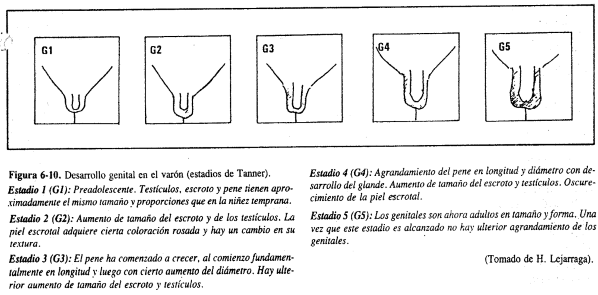 G1
G2
G3
G4
G5
Figura 6-10. Desarrollo genital en el varón (estadios de Tanner).
Estadio 1 (G1): Preadolescente. Testículos, escroto y pene tienen apro-
ximadamente el mismo tamaño y proporciones que en la niñez temprana.
Estadio 2 (G2): Aumento de tamaño del escroto y de los testículos. La
piel escrotal adquiere cierta coloración rosada y hay un cambio en su
textura.
Estadio 3 (G3): El pene ha comenzado a crecer, al comienzo fundamen-
talmente en longitud y luego con cierto aumento del diámetro. Hay ulte-
rior aumento de tamaño del escroto y testículos.
Estadio 4 (G4): Agrandamiento del pene en longitud y diámetro con de-
sarrollo del glande. Aumento de tamaño del escroto y testículos. Oscure-
cimiento de la piel escrotal.
Estadio 5 (G5): Los genitales son ahora adultos en tamaño y forma. Una
vez que este estadio es alcanzado no hay ulterior agrandamiento de los
genitales.
(Tomado de H. Lejarraga).